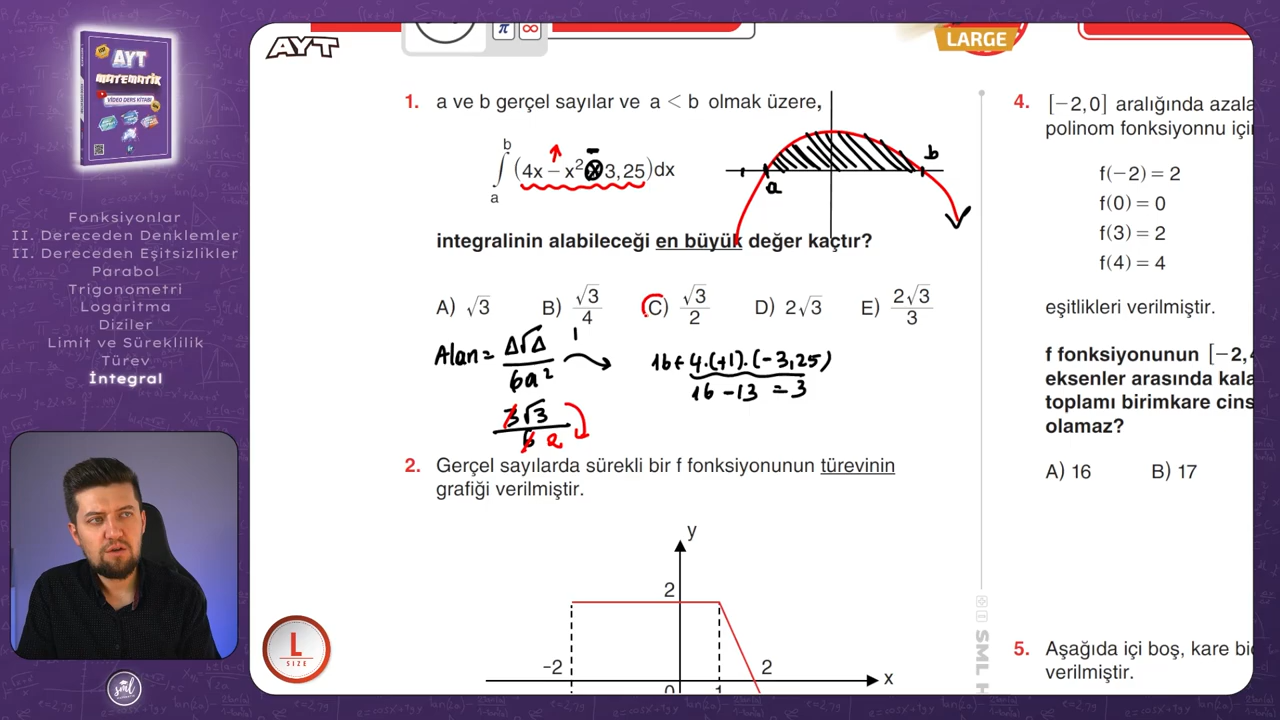 AYT
MATEMATİK
VİDEO DERS KİTABI
Fonksiyonlar
II. Dereceden Denklemler
II. Dereceden Eşitsizlikler
Parabol
Trigonometri
Logaritma
Diziler
Limit ve Süreklilik
Türev
İntegral
L
SIZE
sml
AYT
π ∞
LARGE
1. a ve b gerçel sayılar ve a < b olmak üzere,
b
∫ (4x − x² 3,25)dx
a
a
b
integralinin alabileceği en büyük değer kaçtır?
A) √3 B) √3/4 C) √3/2 D) 2√3 E) 2√3/3
Alan = Δ√Δ / 6a²
1
16 + 4.(+1).(−3,25)
16 − 13 = 3
3√3 / 6 2
2. Gerçel sayılarda sürekli bir f fonksiyonunun türevinin
grafiği verilmiştir.
y
2
−2
0
1
2
x
SML
4. [−2,0] aralığında azala
polinom fonksiyonnu için
f(−2) = 2
f(0) = 0
f(3) = 2
f(4) = 4
eşitlikleri verilmiştir.
f fonksiyonunun [−2,
eksenler arasında kala
toplamı birimkare cins
olamaz?
A) 16 B) 17
5. Aşağıda içi boş, kare bi
verilmiştir.